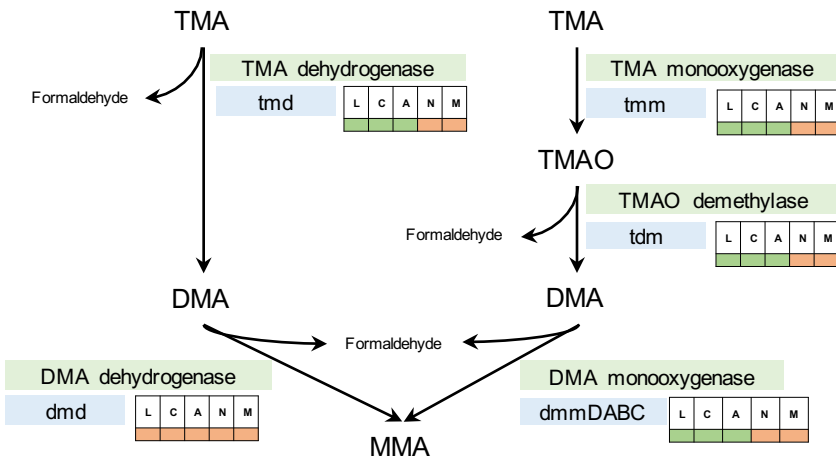 TMA
TMA
TMA dehydrogenase
TMA monooxygenase
Formaldehyde
tmd
L C A N M
tmm
L C A N M
TMAO
TMAO demethylase
Formaldehyde
tdm
L C A N M
DMA
DMA
Formaldehyde
DMA dehydrogenase
DMA monooxygenase
dmd
L C A N M
dmmDABC
L C A N M
MMA